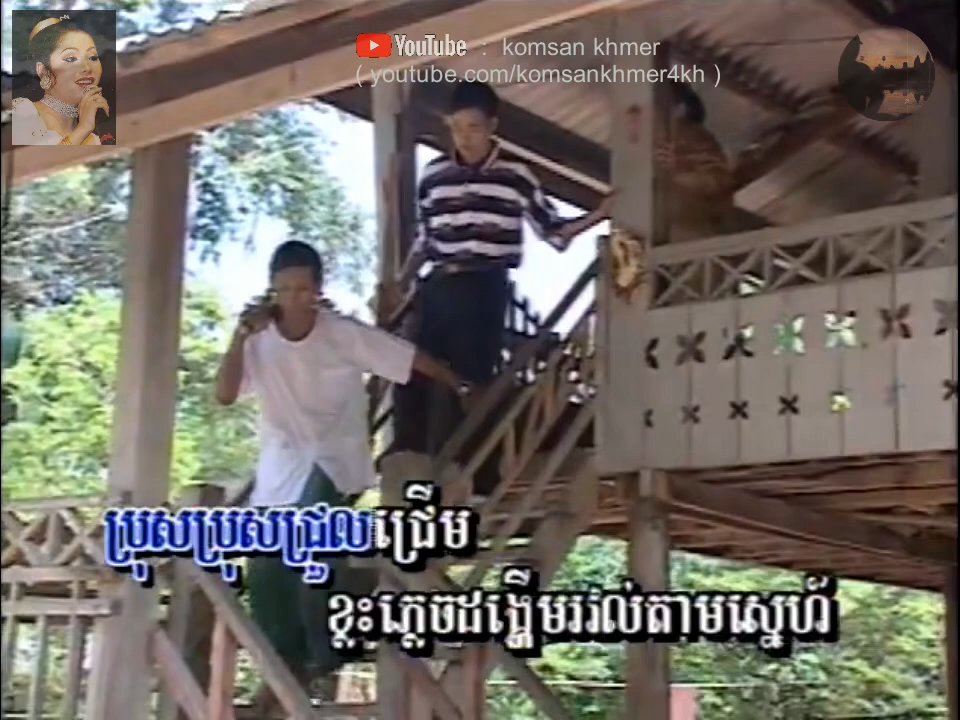 YouTube : komsan khmer
( youtube.com/komsankhmer4kh )
ប្រុសប្រុសជ្រួលជ្រើម
ខ្លះភ្លេចដង្ហើមររល់តាមស្នេហ៍